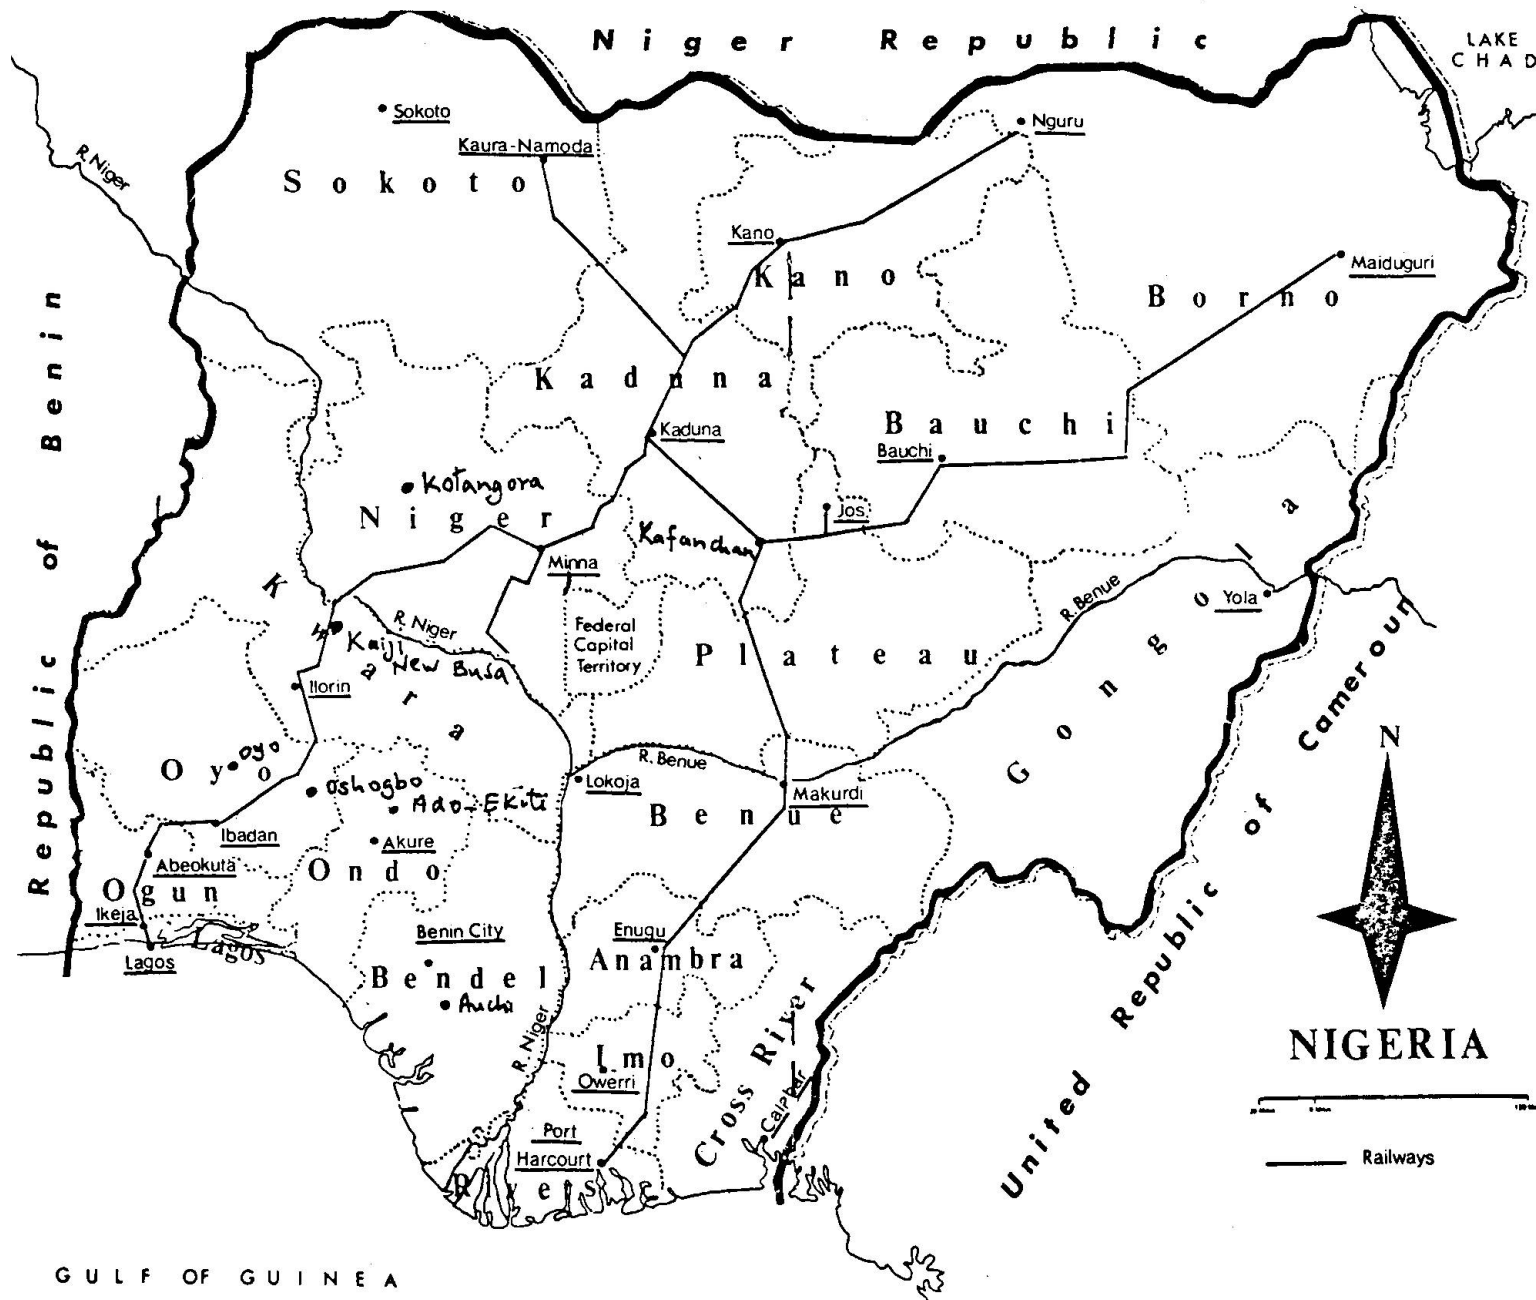 Niger Republic
LAKE
CHAD
Sokoto
Nguru
Kaura-Namoda
R. Niger
Sokoto
Kano
Maiduguri
Kano
Borno
Kaduna
Kaduna
Bauchi
Bauchi
Kotangora
Niger
Jos
Kafanchan
Minna
Republic of Benin
Kwara
R. Niger
Federal
Capital
Territory
R. Benue
Yola
Gongola
Kaiji
New Busa
Plateau
Ilorin
Oyo
Oyo
R. Benue
Lokoja
Makurdi
Oshogbo
Ado-Ekiti
Benue
Ibadan
Akure
Abeokuta
Ondo
Ogun
Ikeja
Lagos
Lagos
Benin City
Enugu
Anambra
Bendel
Auchi
R. Niger
Imo
Owerri
Cross River
Calabar
Port
Harcourt
Rivers
United Republic of Cameroun
N
NIGERIA
Railways
GULF OF GUINEA